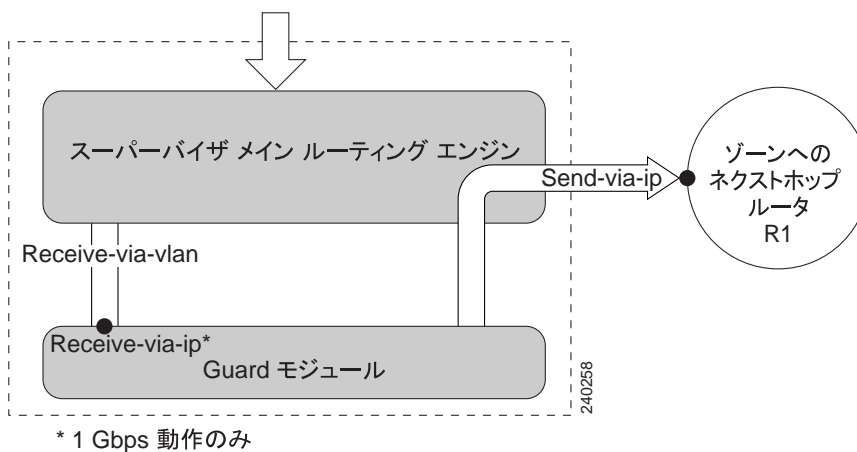 スーパーバイザ メイン ルーティング エンジン
Send-via-ip
ゾーンへの
ネクストホップ
ルータ
R1
Receive-via-vlan
Receive-via-ip*
Guard モジュール
240258
* 1 Gbps 動作のみ